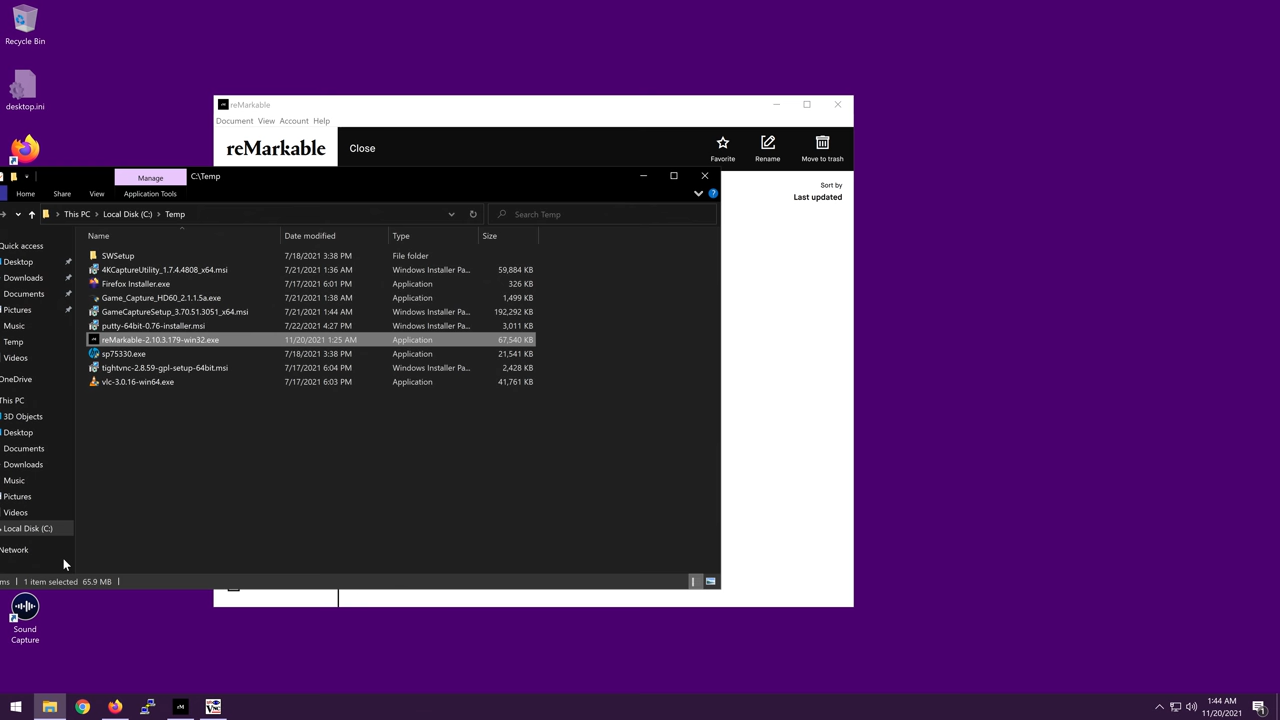 Recycle Bin
desktop.ini
reMarkable
Document View Account Help
reMarkable
Close
Favorite
Rename
Move to trash
Sort by
Last updated
Manage
C:\Temp
Home Share View Application Tools
This PC Local Disk (C:) Temp
Search Temp
Name Date modified Type Size
SWSetup 7/18/2021 3:38 PM File folder
4KCaptureUtility_1.7.4.4808_x64.msi 7/21/2021 1:36 AM Windows Installer Pa... 59,884 KB
Firefox Installer.exe 7/17/2021 6:01 PM Application 326 KB
Game_Capture_HD60_2.1.1.5a.exe 7/21/2021 1:38 AM Application 1,499 KB
GameCaptureSetup_3.70.51.3051_x64.msi 7/21/2021 1:44 AM Windows Installer Pa... 192,292 KB
putty-64bit-0.76-installer.msi 7/22/2021 4:27 PM Windows Installer Pa... 3,011 KB
reMarkable-2.10.3.179-win32.exe 11/20/2021 1:25 AM Application 67,540 KB
sp75330.exe 7/18/2021 3:38 PM Application 21,541 KB
tightvnc-2.8.59-gpl-setup-64bit.msi 7/17/2021 6:04 PM Windows Installer Pa... 2,428 KB
vlc-3.0.16-win64.exe 7/17/2021 6:03 PM Application 41,761 KB
Quick access
Desktop
Downloads
Documents
Pictures
Music
Temp
Videos
OneDrive
This PC
3D Objects
Desktop
Documents
Downloads
Music
Pictures
Videos
Local Disk (C:)
Network
ms 1 item selected 65.9 MB
Sound
Capture
rM
1:44 AM
11/20/2021